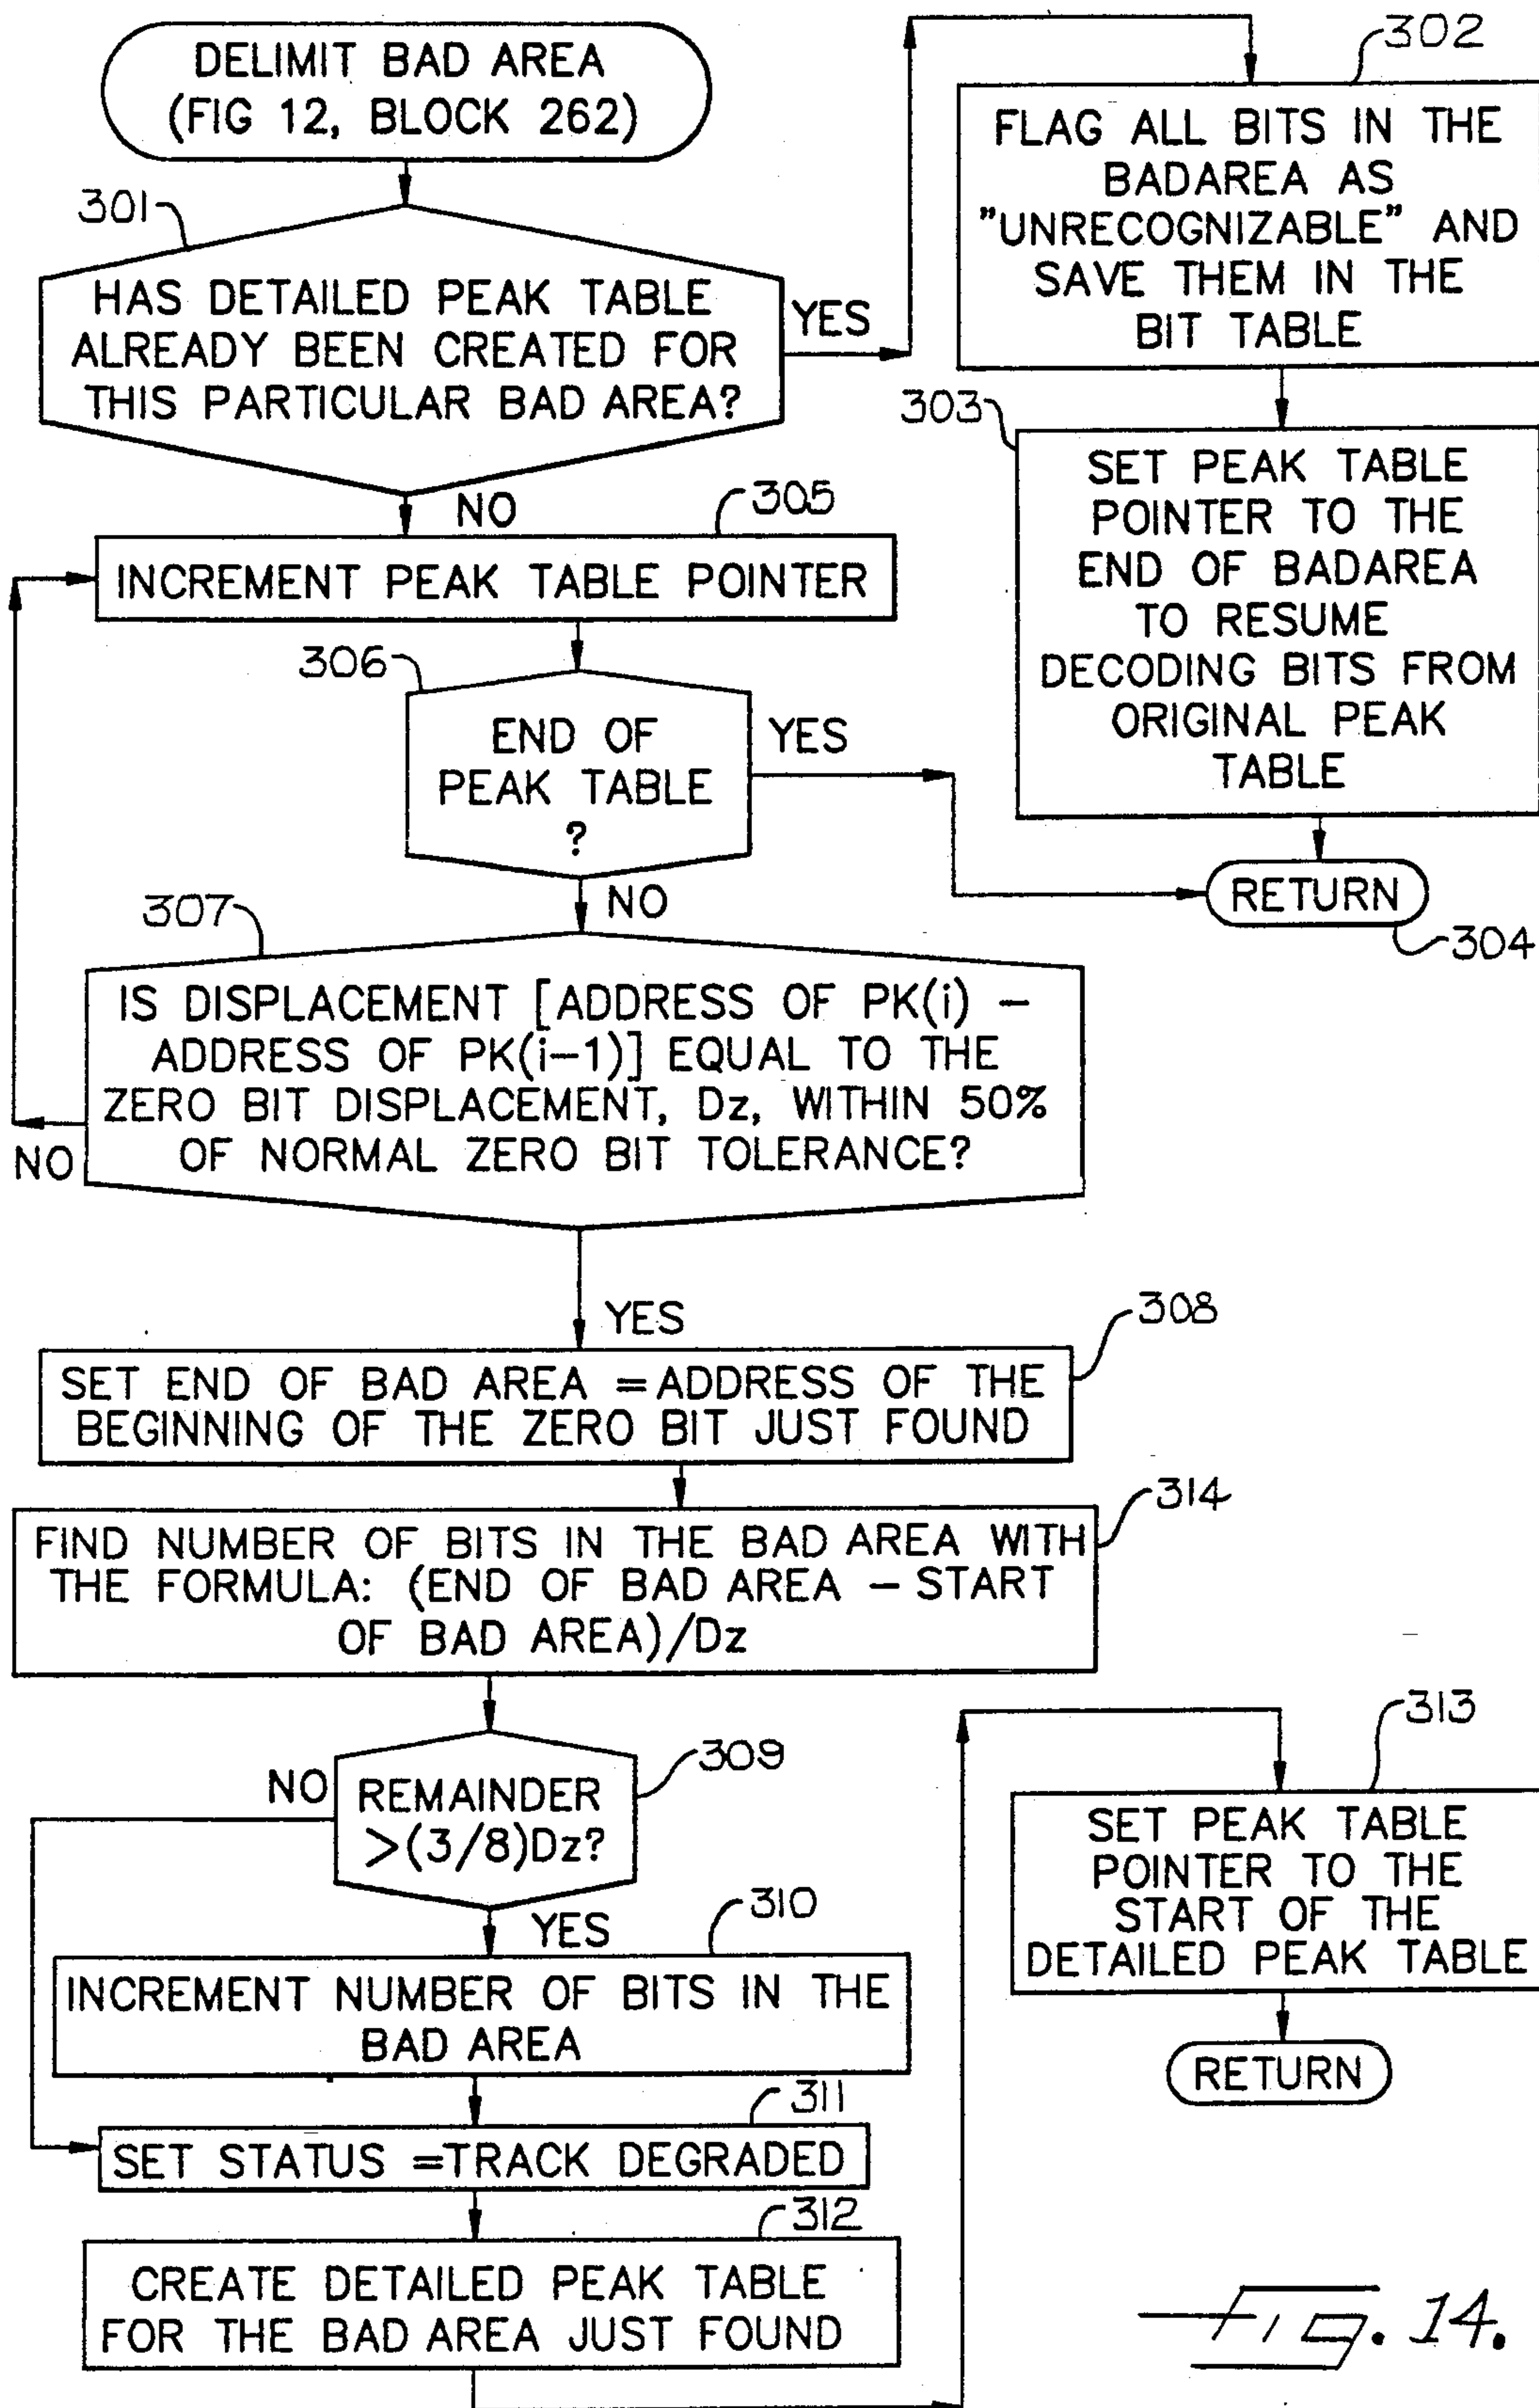 DELIMIT BAD AREA
(FIG 12, BLOCK 262)
301
HAS DETAILED PEAK TABLE
ALREADY BEEN CREATED FOR
THIS PARTICULAR BAD AREA?
YES
NO
302
FLAG ALL BITS IN THE
BADAREA AS
"UNRECOGNIZABLE" AND
SAVE THEM IN THE
BIT TABLE
303
SET PEAK TABLE
POINTER TO THE
END OF BADAREA
TO RESUME
DECODING BITS FROM
ORIGINAL PEAK
TABLE
RETURN
304
305
INCREMENT PEAK TABLE POINTER
306
END OF
PEAK TABLE
?
YES
NO
307
IS DISPLACEMENT [ADDRESS OF PK(i) –
ADDRESS OF PK(i–1)] EQUAL TO THE
ZERO BIT DISPLACEMENT, Dz, WITHIN 50%
OF NORMAL ZERO BIT TOLERANCE?
NO
YES
308
SET END OF BAD AREA =ADDRESS OF THE
BEGINNING OF THE ZERO BIT JUST FOUND
314
FIND NUMBER OF BITS IN THE BAD AREA WITH
THE FORMULA: (END OF BAD AREA – START
OF BAD AREA)/Dz
309
REMAINDER
>(3/8)Dz?
NO
YES
310
INCREMENT NUMBER OF BITS IN THE
BAD AREA
311
SET STATUS =TRACK DEGRADED
312
CREATE DETAILED PEAK TABLE
FOR THE BAD AREA JUST FOUND
313
SET PEAK TABLE
POINTER TO THE
START OF THE
DETAILED PEAK TABLE
RETURN
Fig. 14.